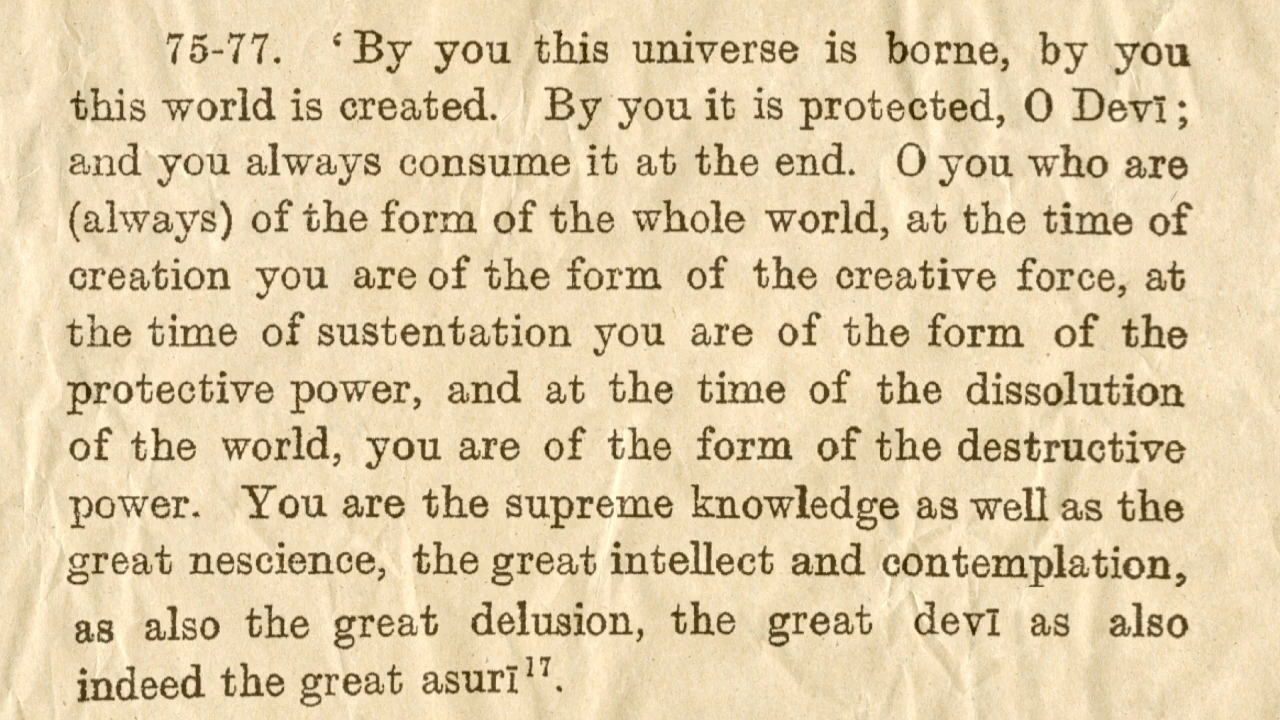 75-77. ‘By you this universe is borne, by you
this world is created. By you it is protected, O Devī;
and you always consume it at the end. O you who are
(always) of the form of the whole world, at the time of
creation you are of the form of the creative force, at
the time of sustentation you are of the form of the
protective power, and at the time of the dissolution
of the world, you are of the form of the destructive
power. You are the supreme knowledge as well as the
great nescience, the great intellect and contemplation,
as also the great delusion, the great devī as also
indeed the great asurī¹⁷.